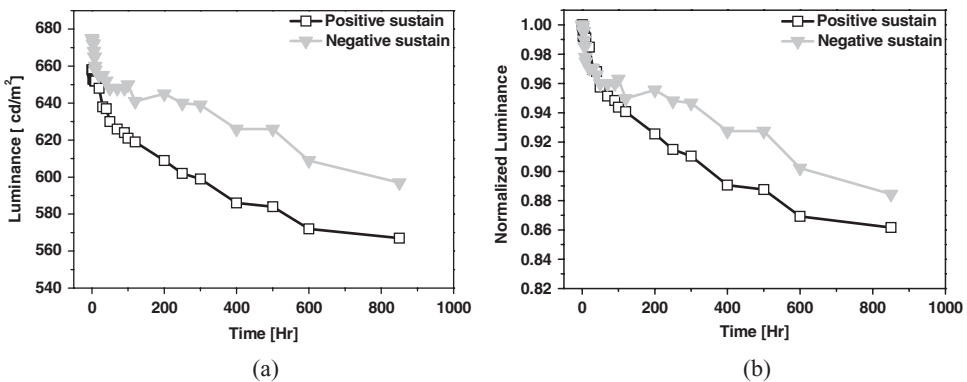 680
660
640
620
600
580
560
540
Luminance [ cd/m²]
Positive sustain
Negative sustain
0 200 400 600 800 1000
Time [Hr]
(a)
1.00
0.98
0.96
0.94
0.92
0.90
0.88
0.86
0.84
0.82
Normalized Luminance
Positive sustain
Negative sustain
0 200 400 600 800 1000
Time [Hr]
(b)